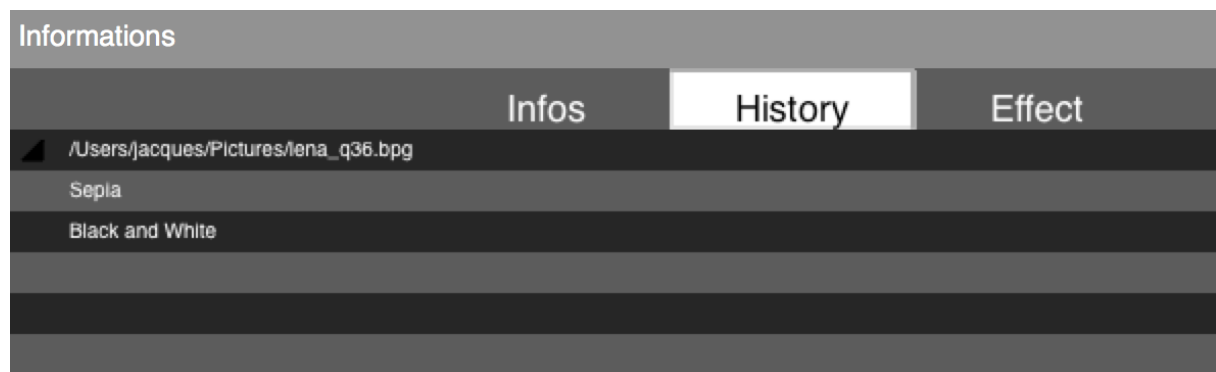 Informations
Infos History Effect
/Users/jacques/Pictures/lena_q36.bpg
Sepia
Black and White